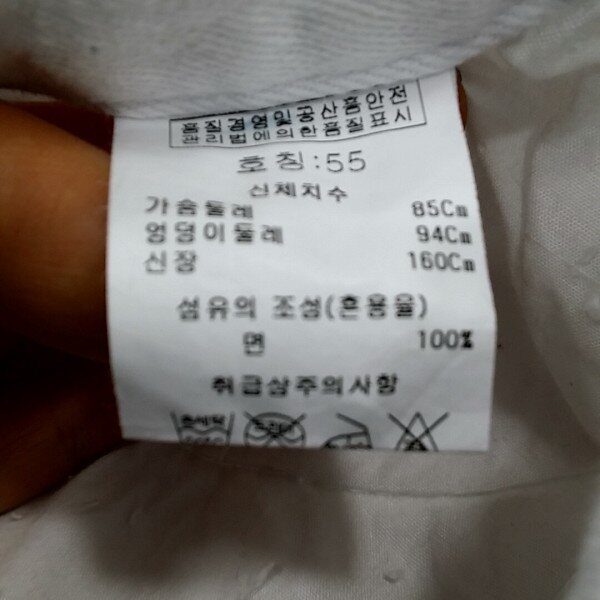 품질경영및공산품안전
관리법에의한품질표시
호칭:55
신체치수
가슴둘레 85Cm
엉덩이둘레 94Cm
신장 160Cm
섬유의 조성(혼용율)
면 100%
취급상주의사항